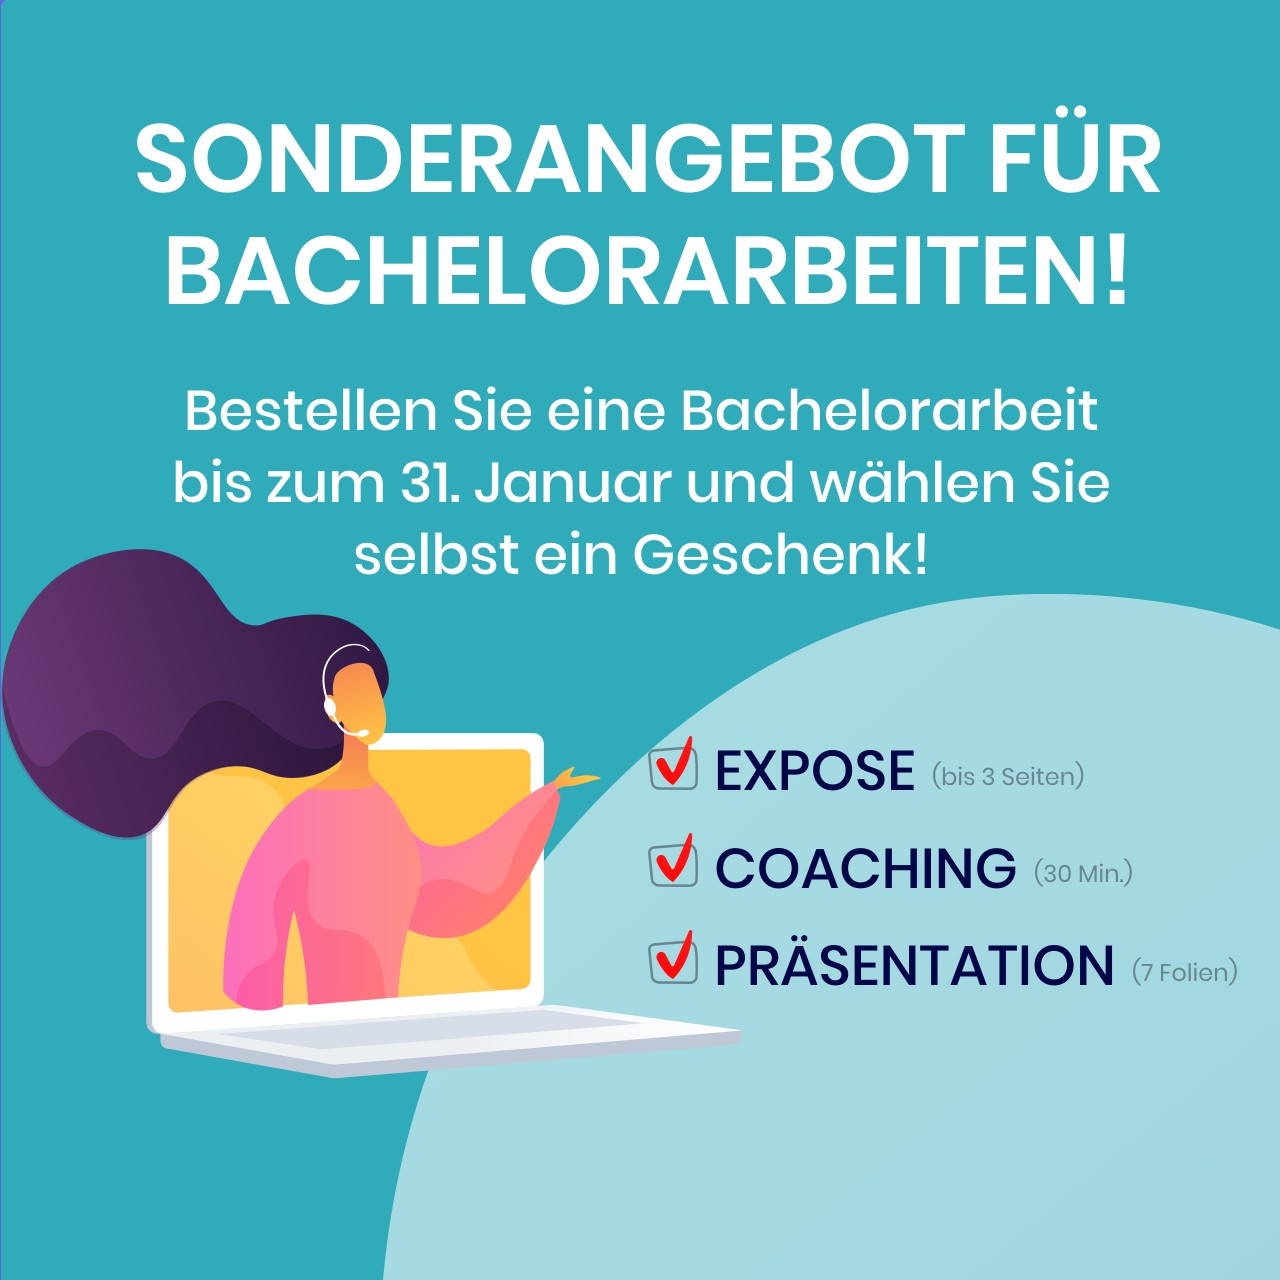 SONDERANGEBOT FÜR
BACHELORARBEITEN!
Bestellen Sie eine Bachelorarbeit
bis zum 31. Januar und wählen Sie
selbst ein Geschenk!
EXPOSE (bis 3 Seiten)
COACHING (30 Min.)
PRÄSENTATION (7 Folien)